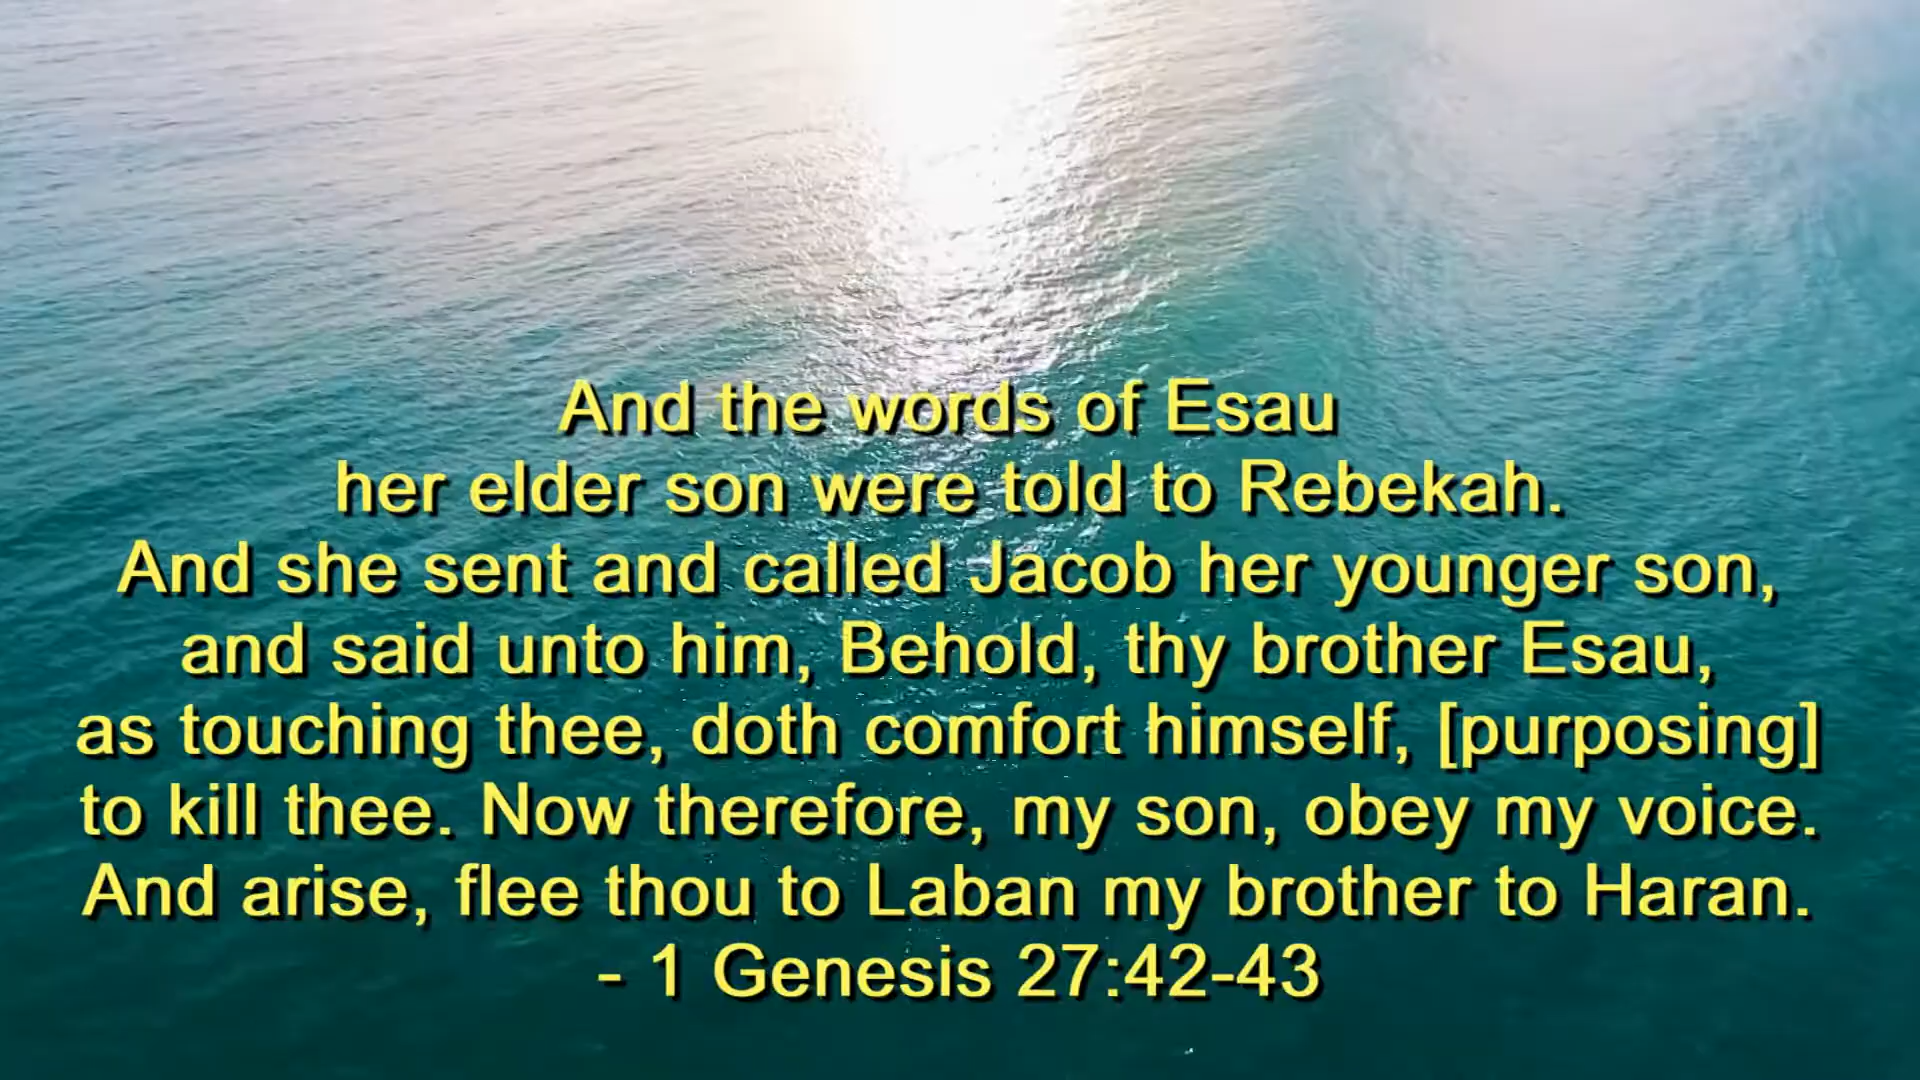 And the words of Esau
her elder son were told to Rebekah.
And she sent and called Jacob her younger son,
and said unto him, Behold, thy brother Esau,
as touching thee, doth comfort himself, [purposing]
to kill thee. Now therefore, my son, obey my voice.
And arise, flee thou to Laban my brother to Haran.
- 1 Genesis 27:42-43